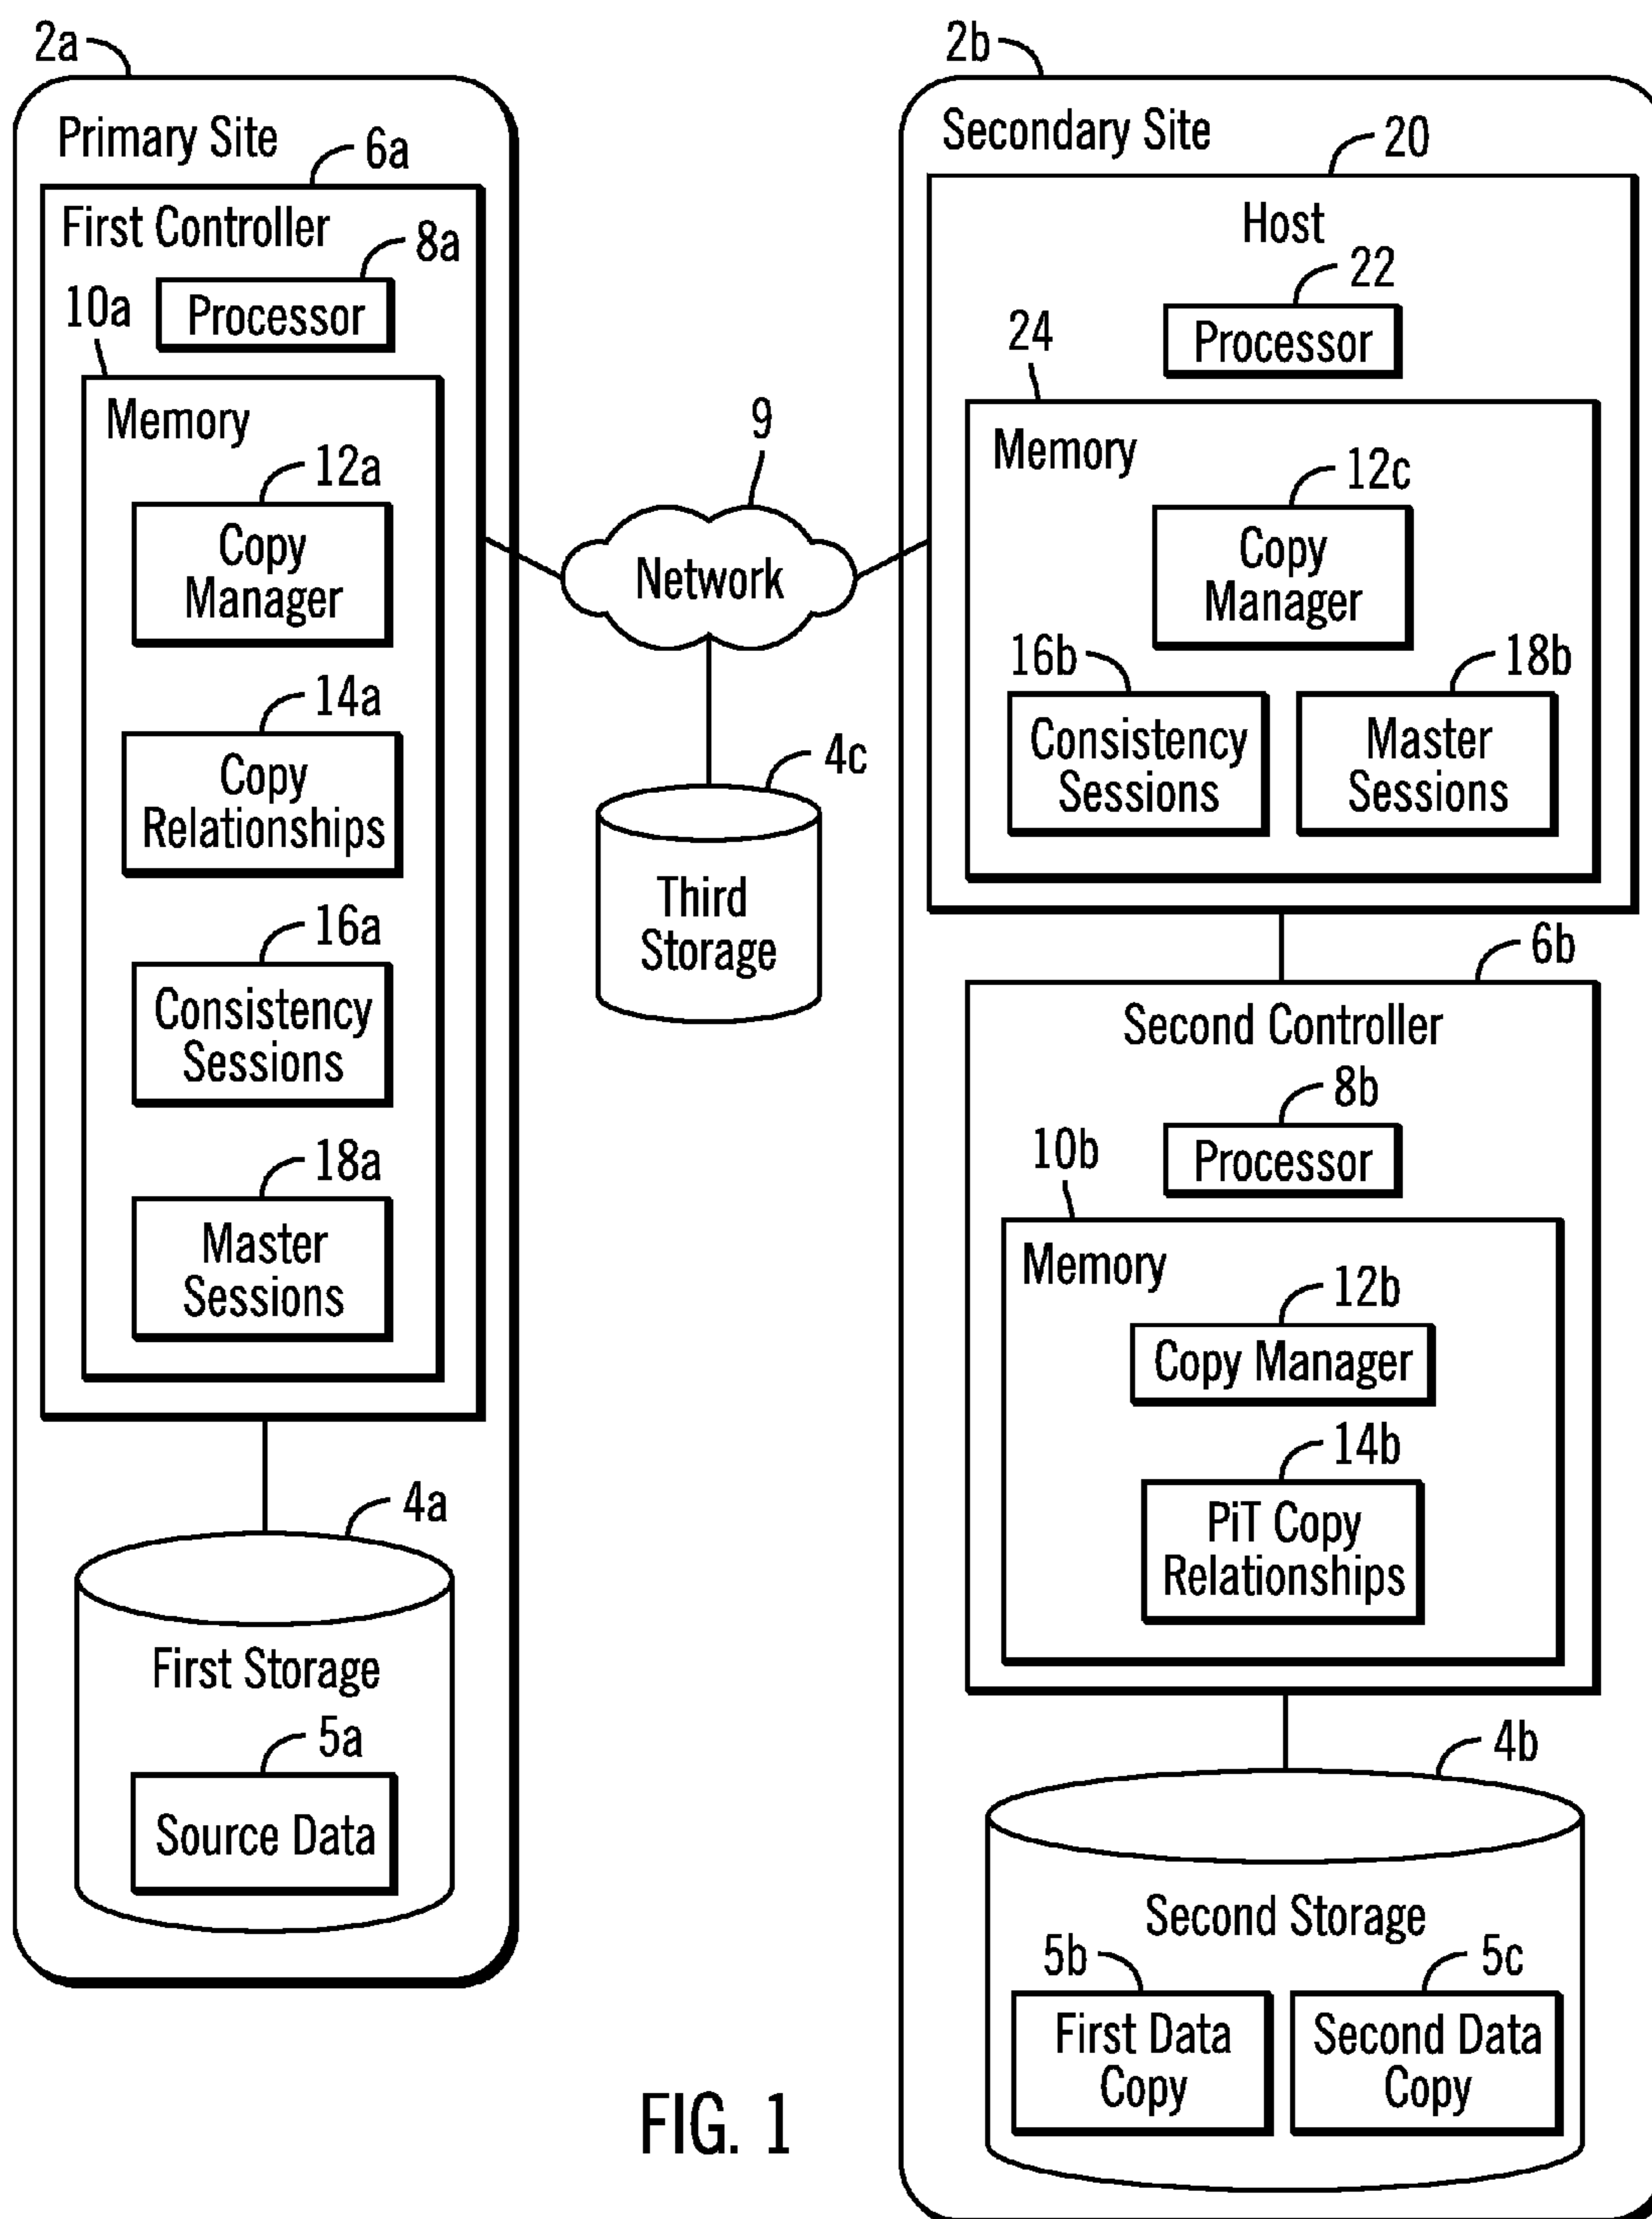 2a
Primary Site
6a
First Controller
8a
10a
Processor
Memory
12a
Copy
Manager
14a
Copy
Relationships
16a
Consistency
Sessions
18a
Master
Sessions
4a
First Storage
5a
Source Data
9
Network
4c
Third
Storage
2b
Secondary Site
20
Host
22
Processor
24
Memory
12c
Copy
Manager
16b
Consistency
Sessions
18b
Master
Sessions
6b
Second Controller
8b
Processor
10b
Memory
12b
Copy Manager
14b
PiT Copy
Relationships
4b
Second Storage
5b
First Data
Copy
5c
Second Data
Copy
FIG. 1